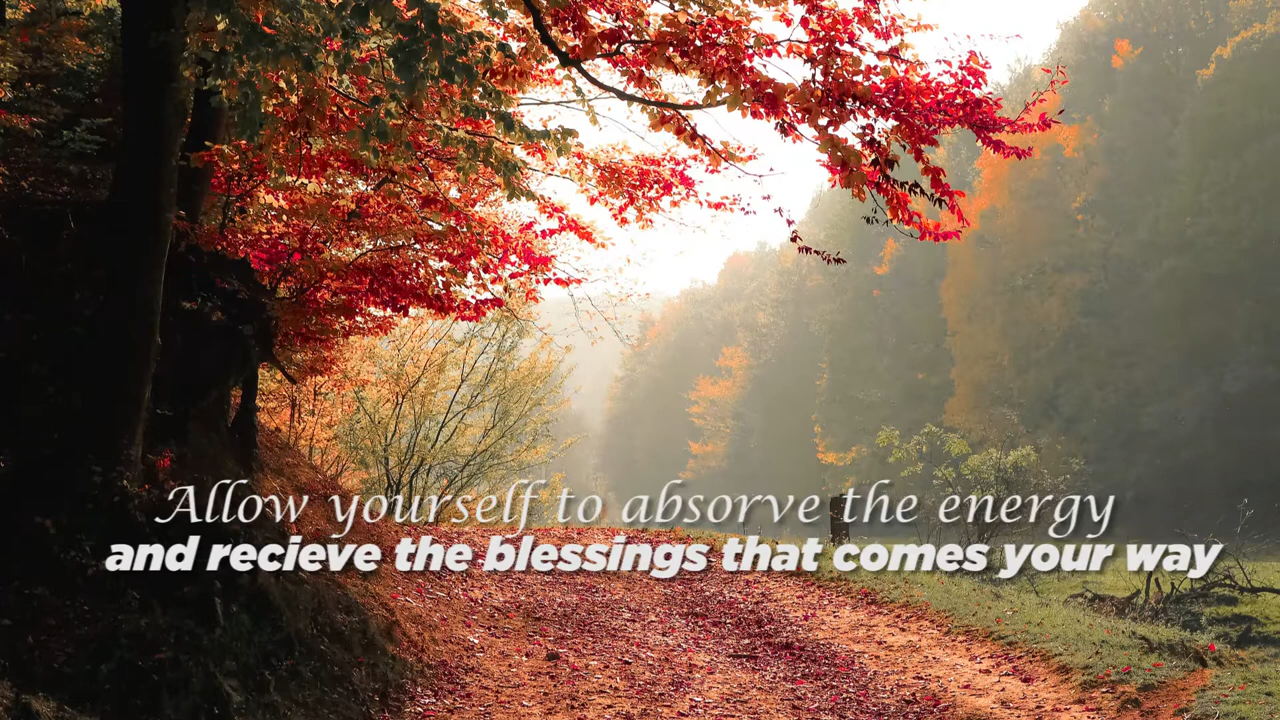 Allow yourself to absorve the energy
and recieve the blessings that comes your way